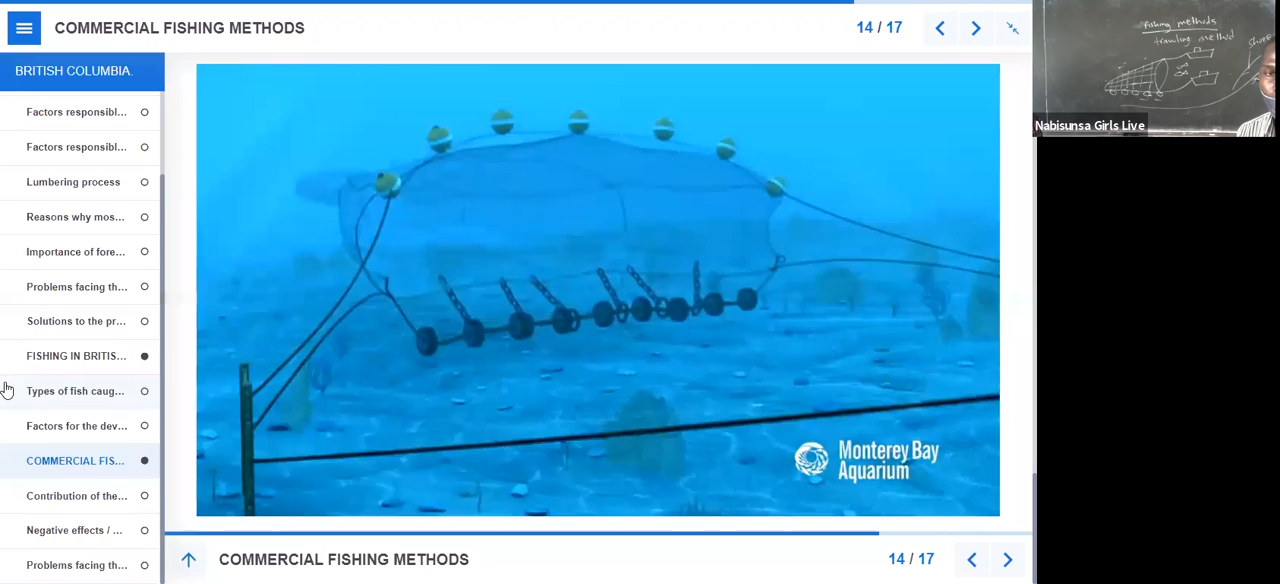 COMMERCIAL FISHING METHODS
14 / 17
BRITISH COLUMBIA.
Factors responsibl...
Factors responsibl...
Lumbering process
Reasons why mos...
Importance of fore...
Problems facing th...
Solutions to the pr...
FISHING IN BRITIS...
Types of fish caug...
Factors for the dev...
COMMERCIAL FIS...
Contribution of the...
Negative effects / ...
Problems facing th...
Monterey Bay
Aquarium
COMMERCIAL FISHING METHODS
14 / 17
fishing methods
trawling method
Nabisunsa Girls Live